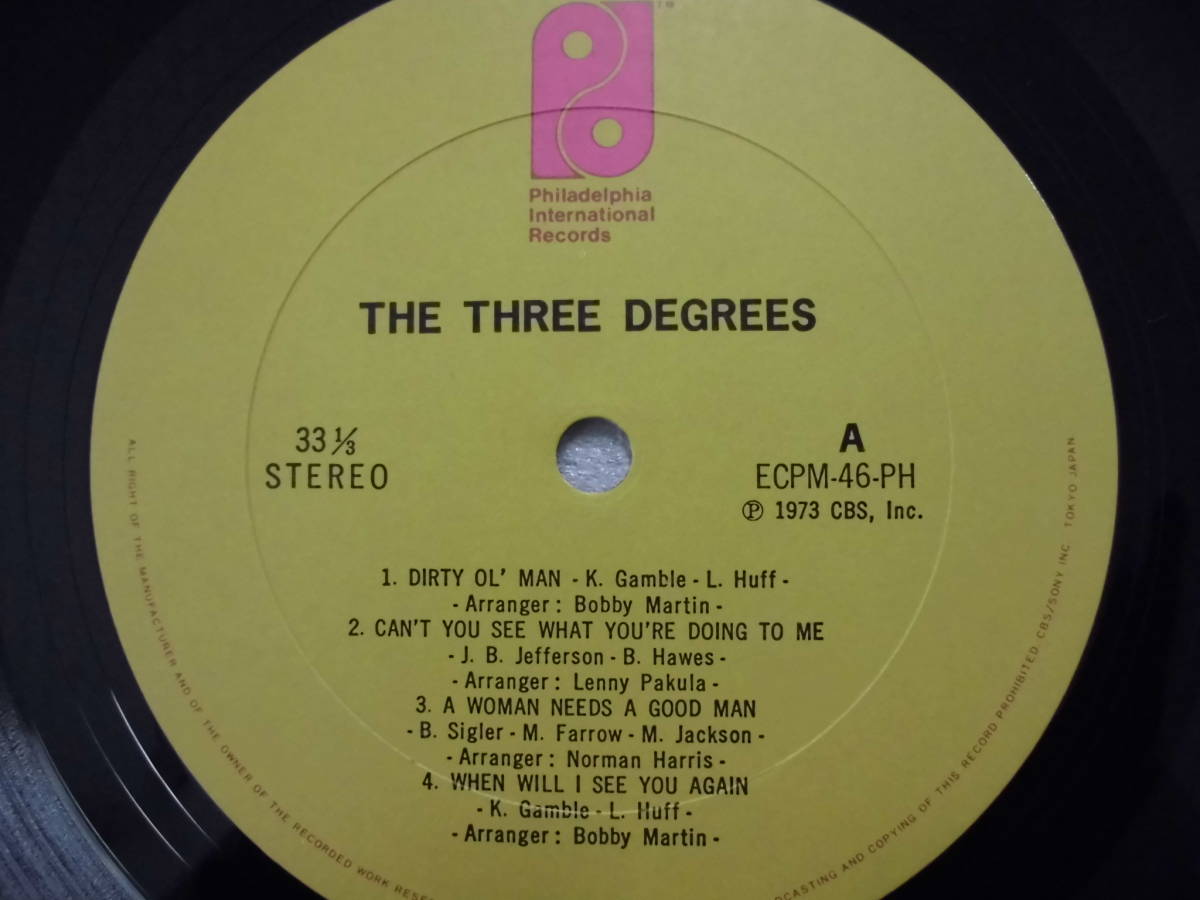 TM
Philadelphia
International
Records
THE THREE DEGREES
33 1/3
STEREO
A
ECPM-46-PH
Ⓟ 1973 CBS, Inc.
1. DIRTY OL' MAN - K. Gamble - L. Huff -
- Arranger: Bobby Martin -
2. CAN'T YOU SEE WHAT YOU'RE DOING TO ME
- J. B. Jefferson - B. Hawes -
- Arranger: Lenny Pakula -
3. A WOMAN NEEDS A GOOD MAN
- B. Sigler - M. Farrow - M. Jackson -
- Arranger: Norman Harris -
4. WHEN WILL I SEE YOU AGAIN
- K. Gamble - L. Huff -
- Arranger: Bobby Martin -
ALL RIGHT OF THE MANUFACTURER AND OF THE OWNER OF THE RECORDED WORK
AND COPYING OF THIS RECORD PROHIBITED CBS/SONY INC. TOKYO JAPAN